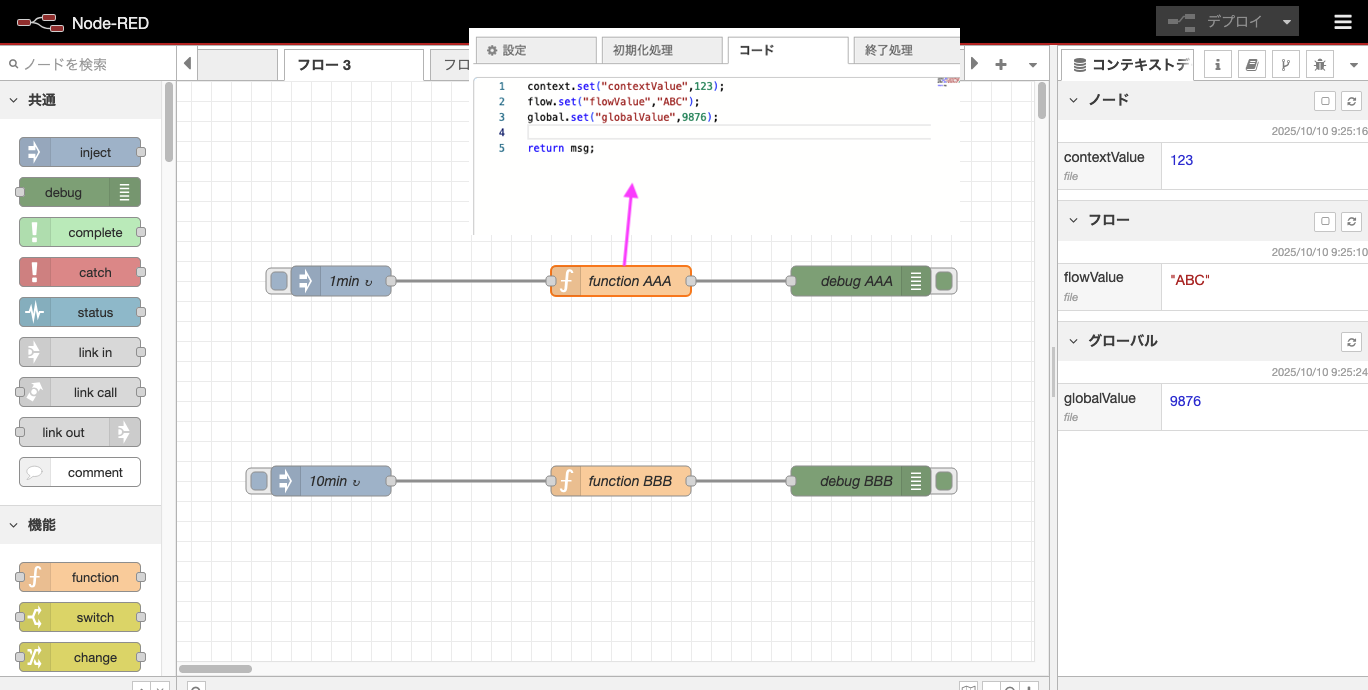 Node-RED
デプロイ
ノードを検索
フロー 3
フロ
設定
初期化処理
コード
終了処理
コンテキストデ
共通
inject
debug
complete
catch
status
link in
link call
link out
comment
機能
function
switch
change
1 context.set("contextValue",123);
2 flow.set("flowValue","ABC");
3 global.set("globalValue",9876);
4
5 return msg;
1min ↻
function AAA
debug AAA
10min ↻
function BBB
debug BBB
ノード
2025/10/10 9:25:16
contextValue 123
file
フロー
2025/10/10 9:25:10
flowValue "ABC"
file
グローバル
2025/10/10 9:25:24
globalValue 9876
file